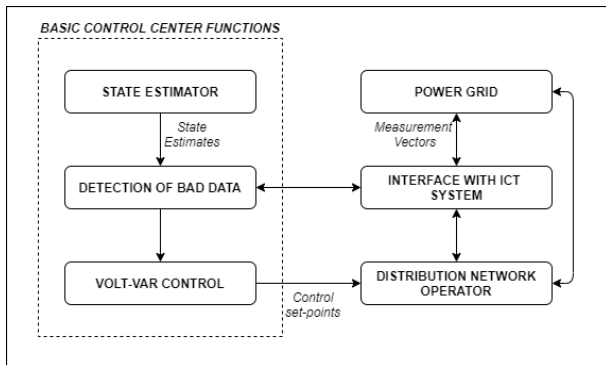 BASIC CONTROL CENTER FUNCTIONS
STATE ESTIMATOR
POWER GRID
State
Estimates
Measurement
Vectors
DETECTION OF BAD DATA
INTERFACE WITH ICT
SYSTEM
VOLT-VAR CONTROL
DISTRIBUTION NETWORK
OPERATOR
Control
set-points